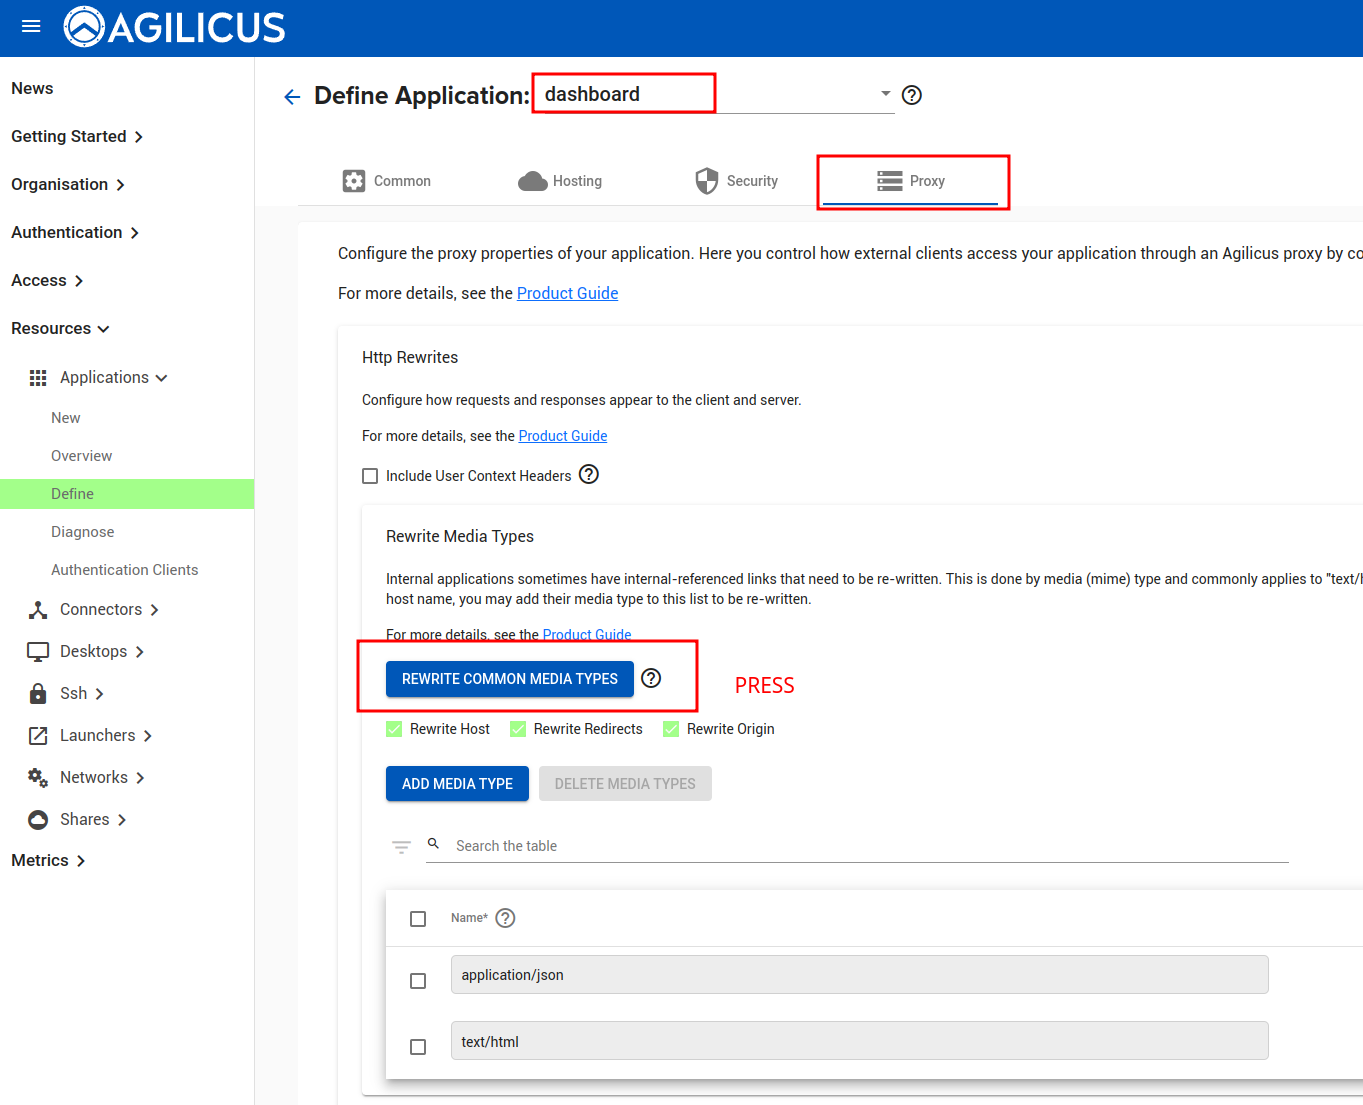 AGILICUS
News
Getting Started
Organisation
Authentication
Access
Resources
Applications
New
Overview
Define
Diagnose
Authentication Clients
Connectors
Desktops
Ssh
Launchers
Networks
Shares
Metrics
Define Application: dashboard
Common Hosting Security Proxy
Configure the proxy properties of your application. Here you control how external clients access your application through an Agilicus proxy by co
For more details, see the Product Guide
Http Rewrites
Configure how requests and responses appear to the client and server.
For more details, see the Product Guide
Include User Context Headers
Rewrite Media Types
Internal applications sometimes have internal-referenced links that need to be re-written. This is done by media (mime) type and commonly applies to "text/h
host name, you may add their media type to this list to be re-written.
For more details, see the Product Guide
REWRITE COMMON MEDIA TYPES PRESS
Rewrite Host Rewrite Redirects Rewrite Origin
ADD MEDIA TYPE DELETE MEDIA TYPES
Search the table
Name*
application/json
text/html